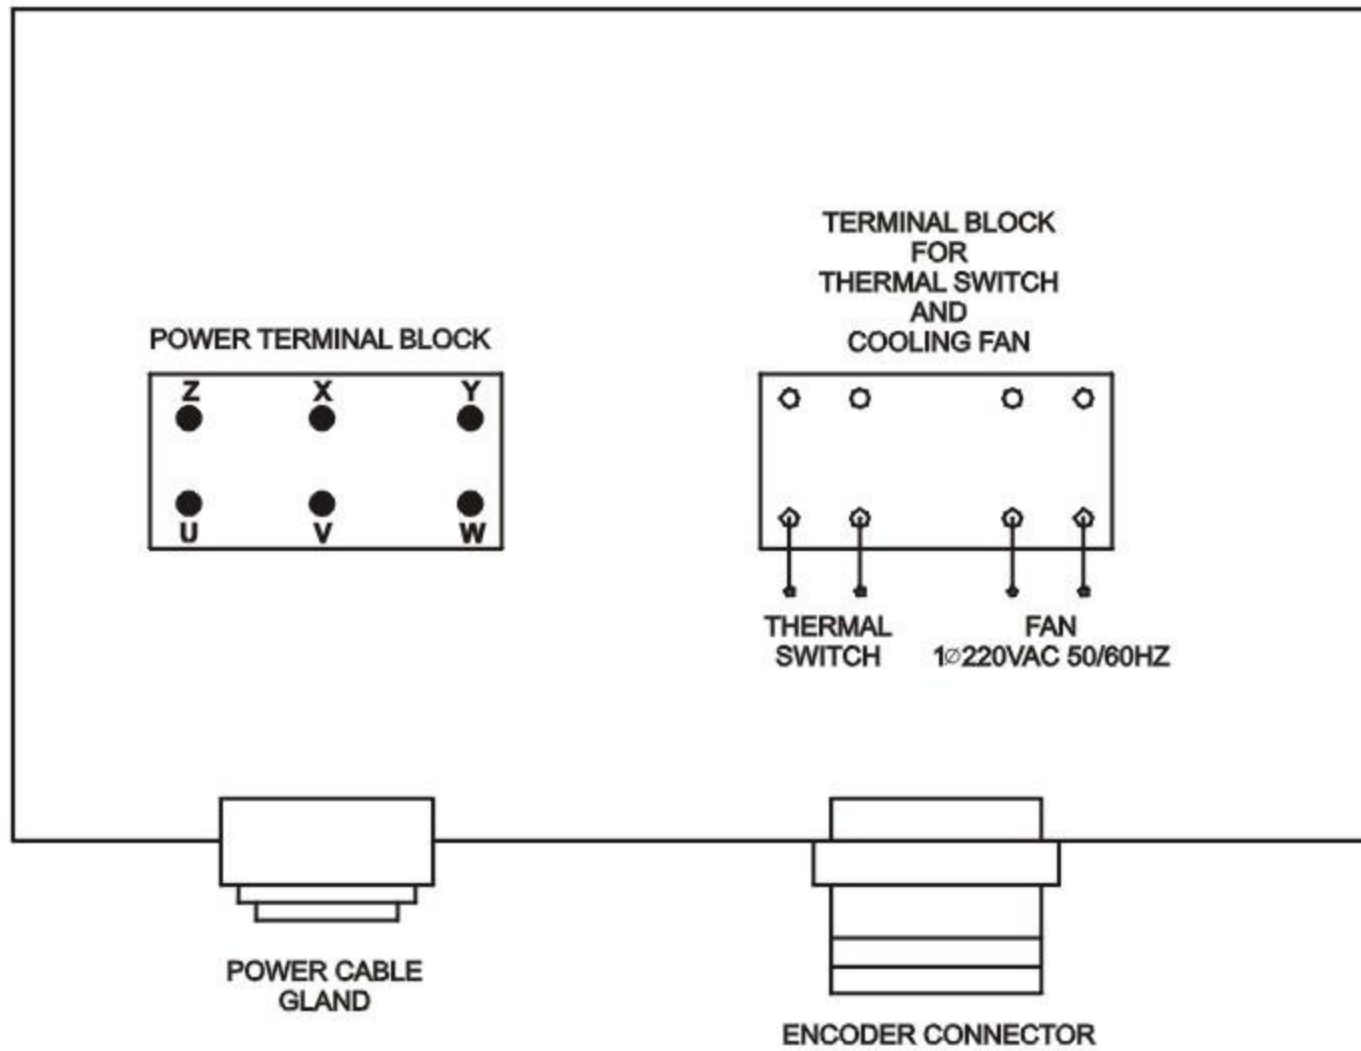 TERMINAL BLOCK
FOR
THERMAL SWITCH
AND
COOLING FAN
POWER TERMINAL BLOCK
Z X Y
U V W
THERMAL
SWITCH
FAN
1∅220VAC 50/60HZ
POWER CABLE
GLAND
ENCODER CONNECTOR